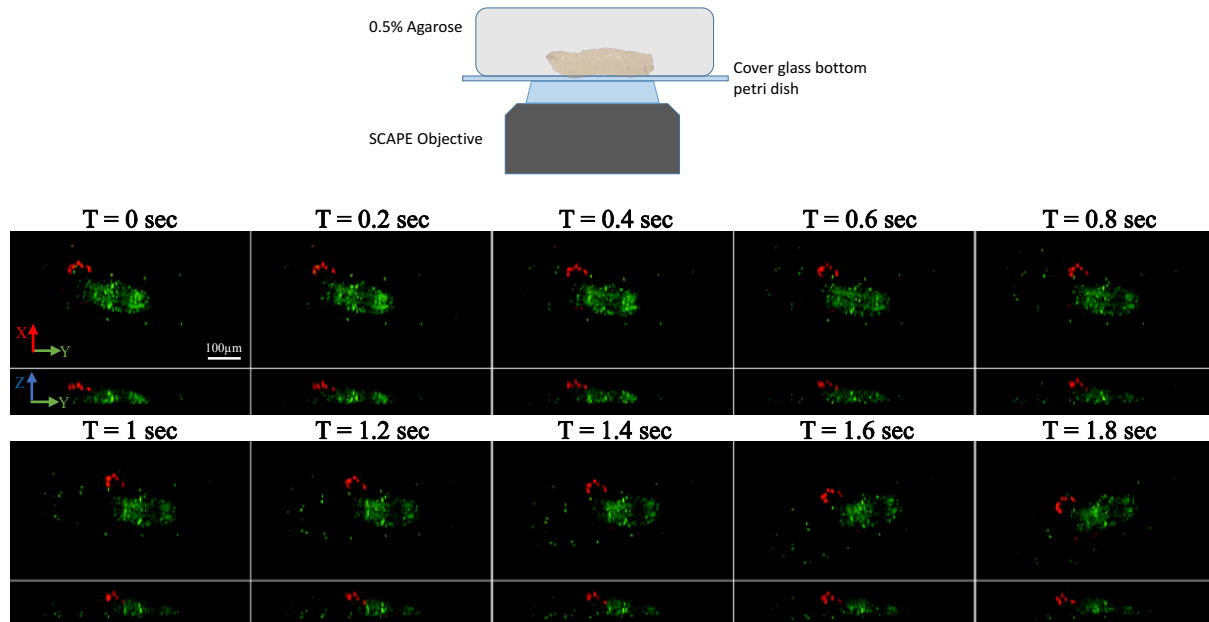 0.5% Agarose
Cover glass bottom
petri dish
SCAPE Objective
T = 0 sec
T = 0.2 sec
T = 0.4 sec
T = 0.6 sec
T = 0.8 sec
X
Y
100μm
Z
Y
T = 1 sec
T = 1.2 sec
T = 1.4 sec
T = 1.6 sec
T = 1.8 sec